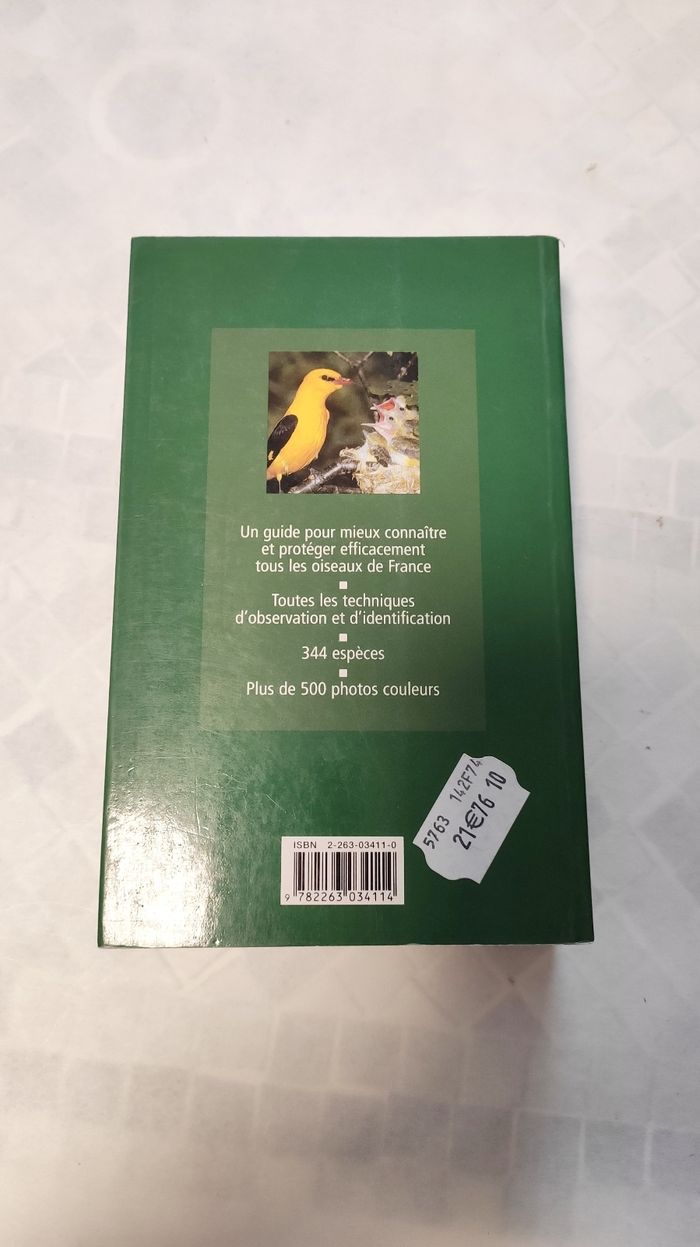 Un guide pour mieux connaître
et protéger efficacement
tous les oiseaux de France
Toutes les techniques
d'observation et d'identification
344 espèces
Plus de 500 photos couleurs
5763 142F74
21€76 10
ISBN 2-263-03411-0
9 782263 034114